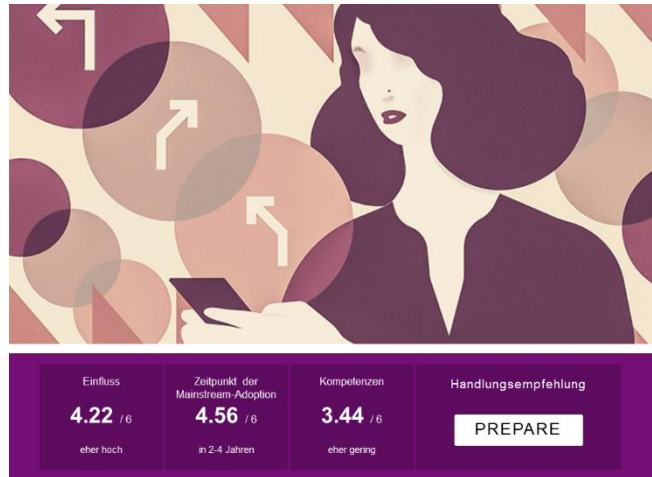 Einfluss
4.22 / 6
eher hoch
Zeitpunkt der
Mainstream-Adoption
4.56 / 6
in 2-4 Jahren
Kompetenzen
3.44 / 6
eher gering
Handlungsempfehlung
PREPARE